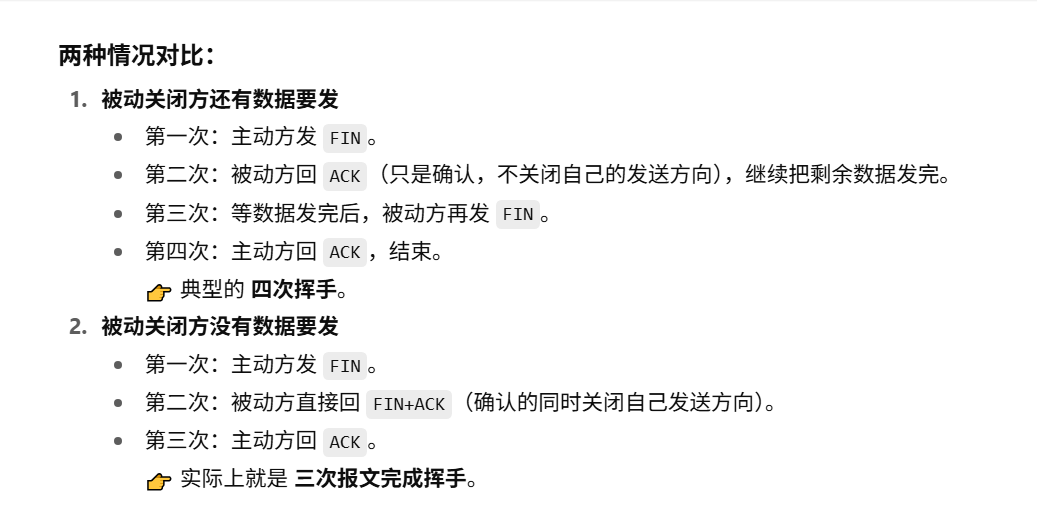 两种情况对比：
1. 被动关闭方还有数据要发
• 第一次：主动方发 FIN。
• 第二次：被动方回 ACK（只是确认，不关闭自己的发送方向），继续把剩余数据发完。
• 第三次：等数据发完后，被动方再发 FIN。
• 第四次：主动方回 ACK，结束。
👉 典型的 四次挥手。
2. 被动关闭方没有数据要发
• 第一次：主动方发 FIN。
• 第二次：被动方直接回 FIN+ACK（确认的同时关闭自己发送方向）。
• 第三次：主动方回 ACK。
👉 实际上就是 三次报文完成挥手。